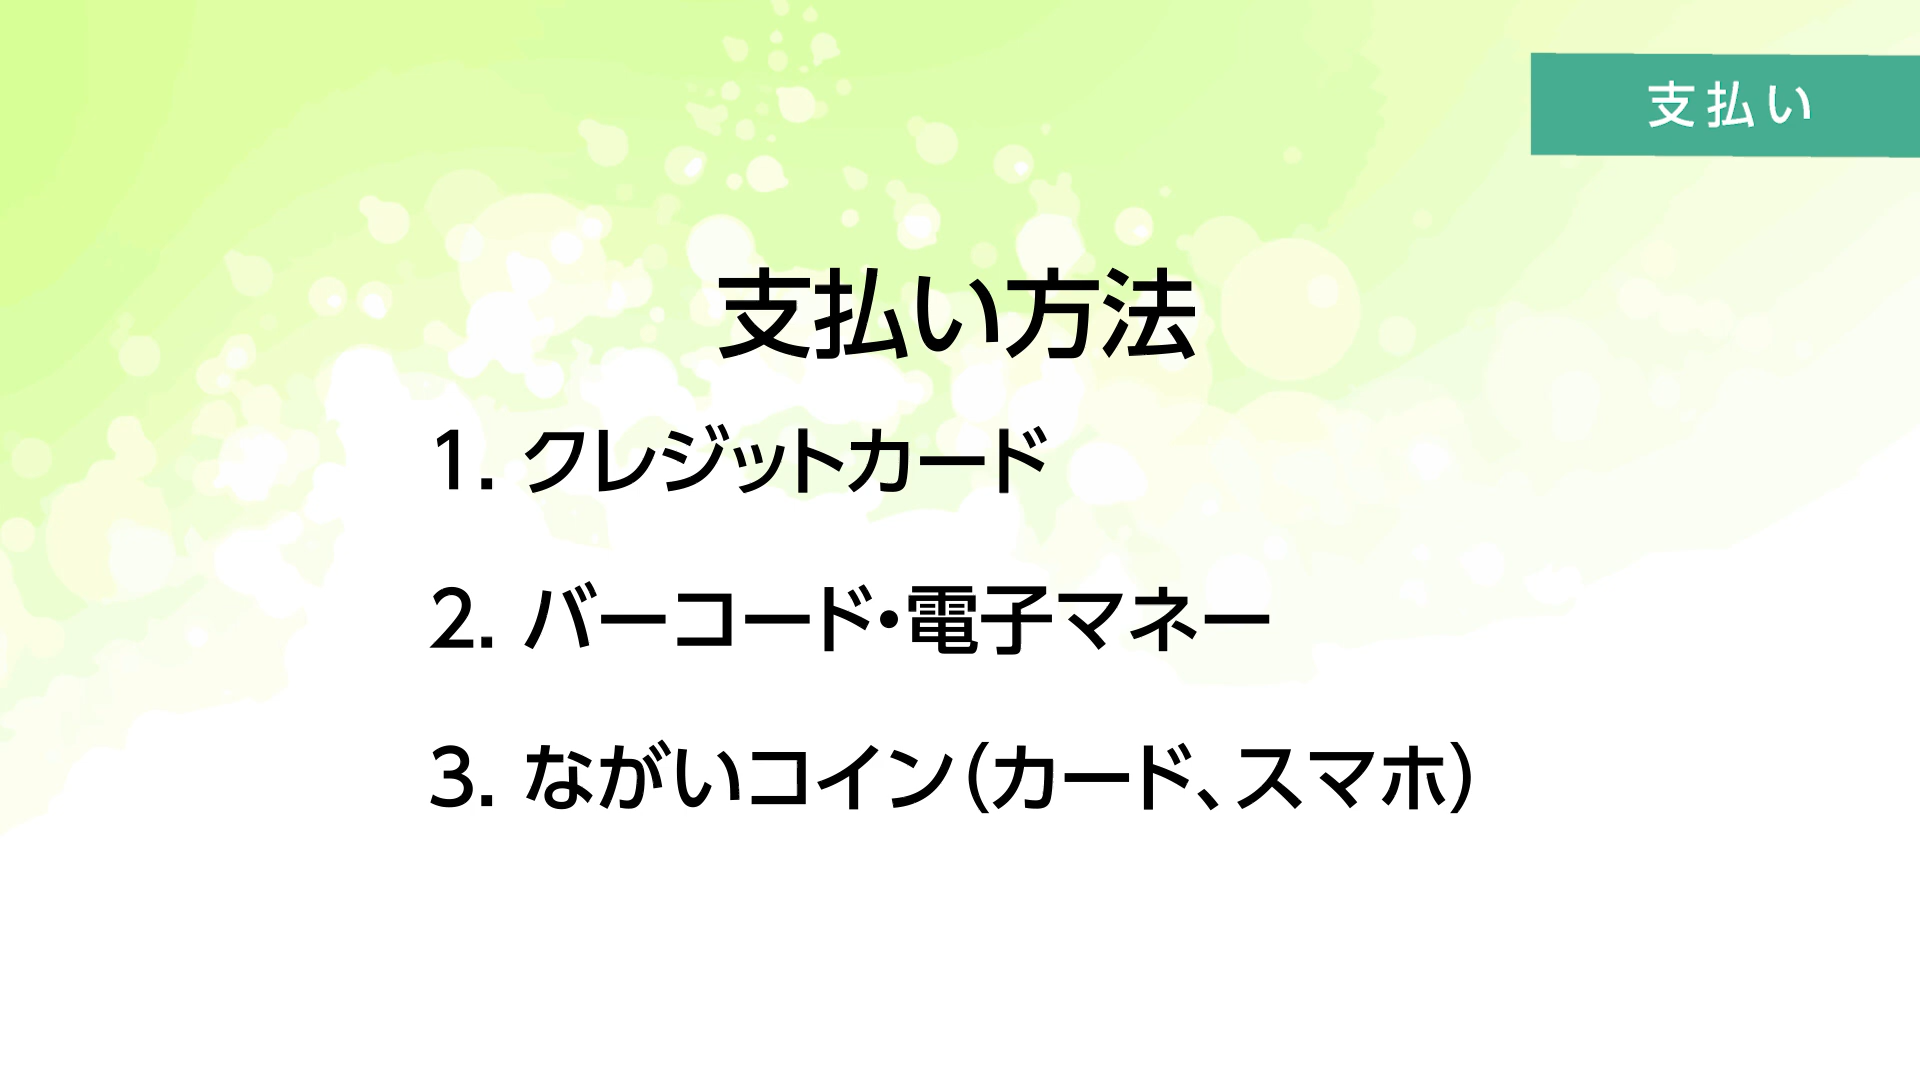 支払い
支払い方法
1. クレジットカード
2. バーコード・電子マネー
3. ながいコイン（カード、スマホ）